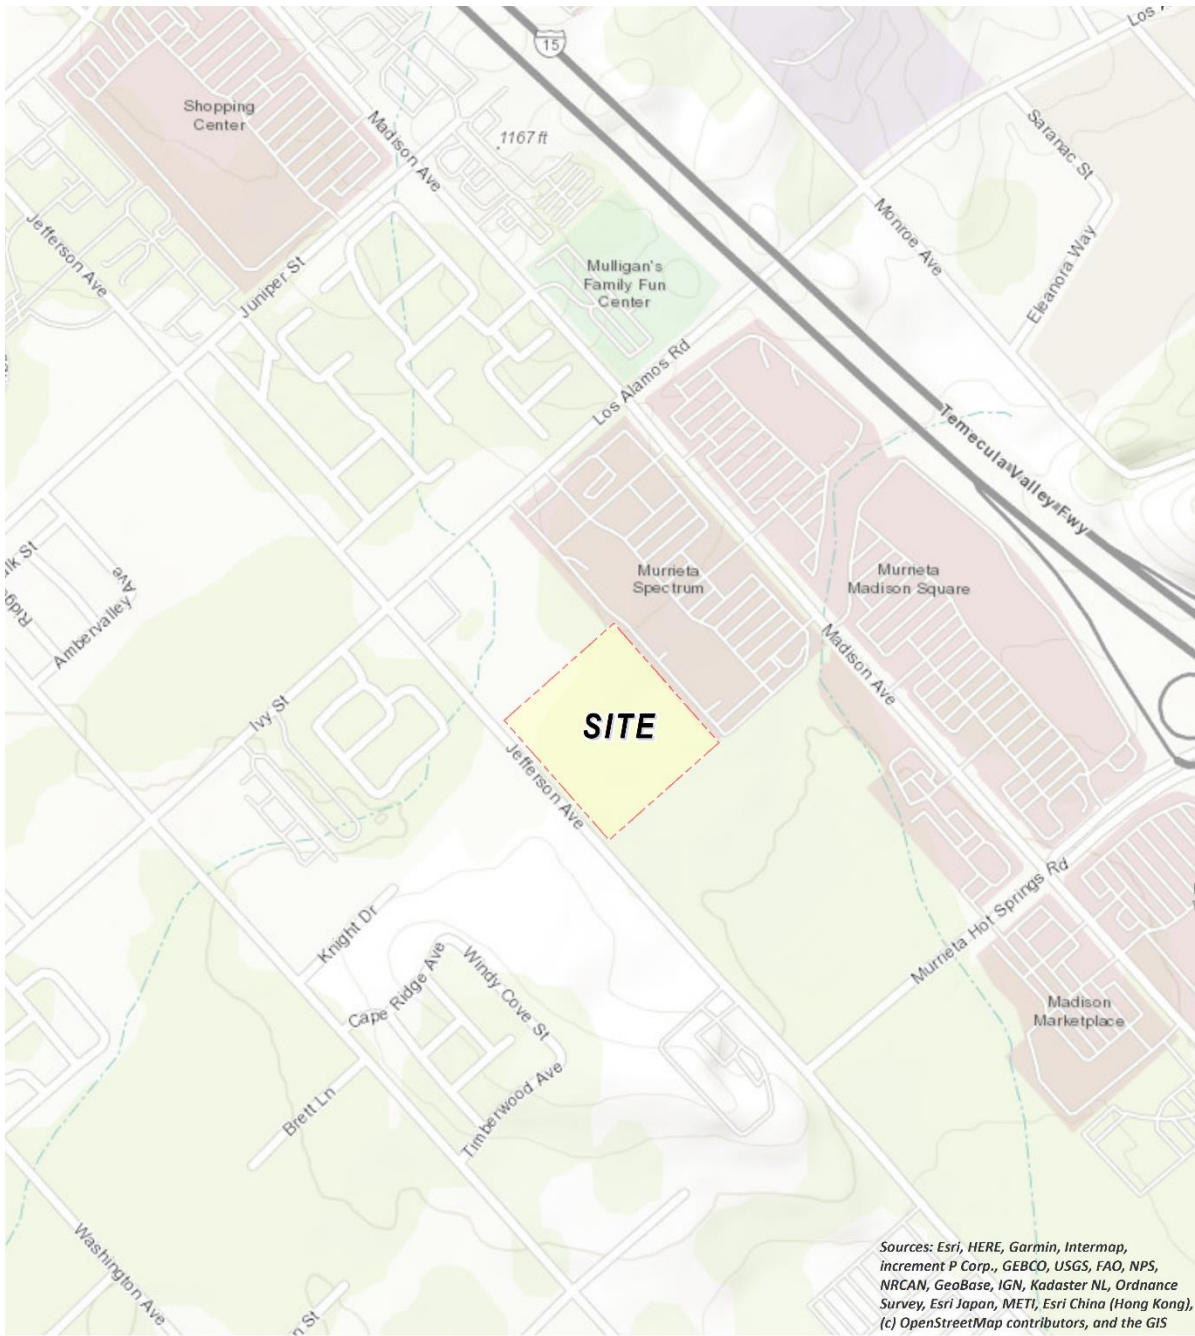 Los
15
Shopping
Center
Madison Ave
1167 ft
Saranac St
Monroe Ave
Jefferson Ave
Eleanora Way
Mulligan's
Family Fun
Center
Juniper St
Los Alamos Rd
Temecula Valley Fwy
Murrieta
Spectrum
Murrieta
Madison Square
Ambervalley
Ave
Madison Ave
Ivy St
SITE
Jefferson Ave
Murrieta Hot Springs Rd
Knight Dr
Cape Ridge Ave
Windy Cove St
Madison
Marketplace
Brett Ln
Timberwood Ave
Washington Ave
St
Sources: Esri, HERE, Garmin, Intermap,
increment P Corp., GEBCO, USGS, FAO, NPS,
NRCAN, GeoBase, IGN, Kadaster NL, Ordnance
Survey, Esri Japan, METI, Esri China (Hong Kong),
(c) OpenStreetMap contributors, and the GIS